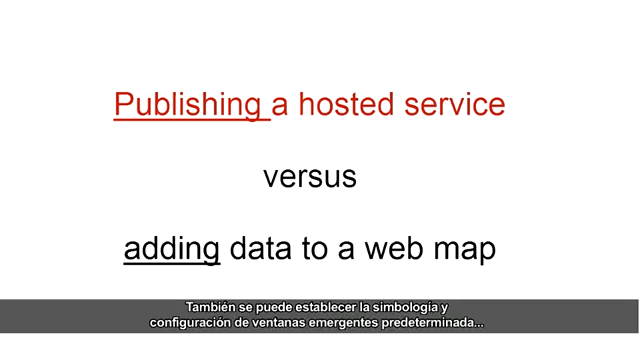 Publishing a hosted service
versus
adding data to a web map
También se puede establecer la simbología y
configuración de ventanas emergentes predeterminada...